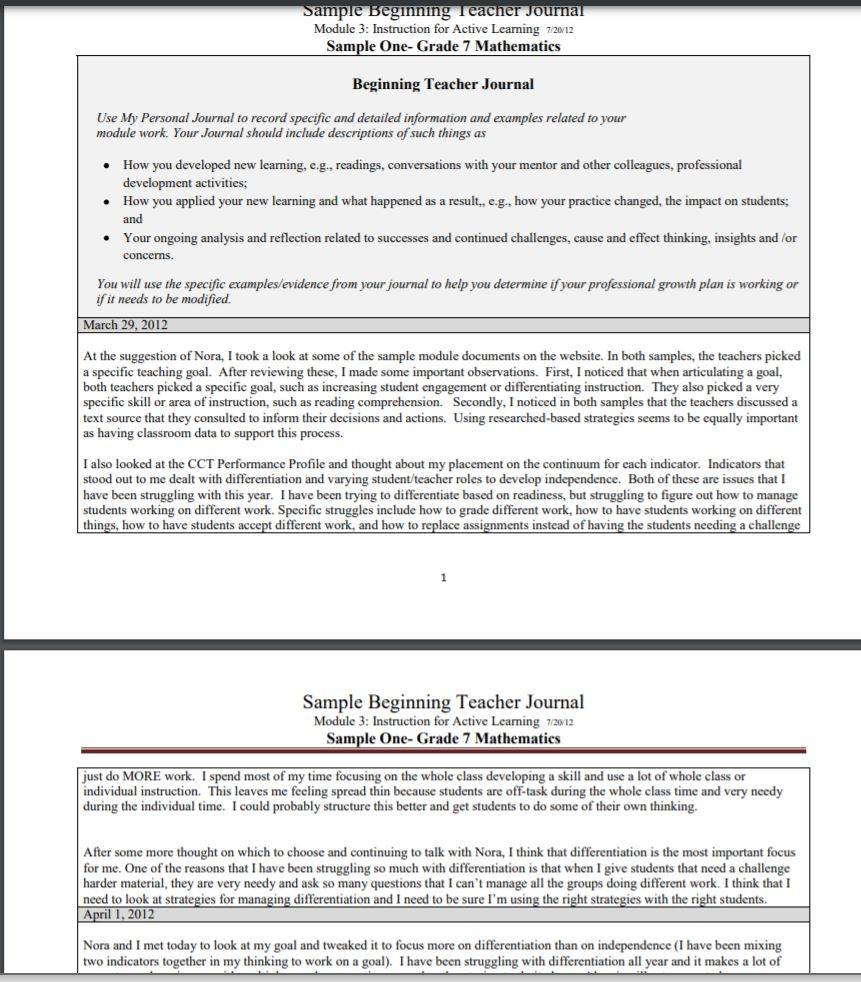 Sample Beginning Teacher Journal
Module 3: Instruction for Active Learning 7/20/12
Sample One- Grade 7 Mathematics
Beginning Teacher Journal
Use My Personal Journal to record specific and detailed information and examples related to your
module work. Your Journal should include descriptions of such things as
• How you developed new learning, e.g., readings, conversations with your mentor and other colleagues, professional
development activities;
• How you applied your new learning and what happened as a result,, e.g., how your practice changed, the impact on students;
and
• Your ongoing analysis and reflection related to successes and continued challenges, cause and effect thinking, insights and /or
concerns.
You will use the specific examples/evidence from your journal to help you determine if your professional growth plan is working or
if it needs to be modified.
March 29, 2012
At the suggestion of Nora, I took a look at some of the sample module documents on the website. In both samples, the teachers picked
a specific teaching goal. After reviewing these, I made some important observations. First, I noticed that when articulating a goal,
both teachers picked a specific goal, such as increasing student engagement or differentiating instruction. They also picked a very
specific skill or area of instruction, such as reading comprehension. Secondly, I noticed in both samples that the teachers discussed a
text source that they consulted to inform their decisions and actions. Using researched-based strategies seems to be equally important
as having classroom data to support this process.
I also looked at the CCT Performance Profile and thought about my placement on the continuum for each indicator. Indicators that
stood out to me dealt with differentiation and varying student/teacher roles to develop independence. Both of these are issues that I
have been struggling with this year. I have been trying to differentiate based on readiness, but struggling to figure out how to manage
students working on different work. Specific struggles include how to grade different work, how to have students working on different
things, how to have students accept different work, and how to replace assignments instead of having the students needing a challenge
1
Sample Beginning Teacher Journal
Module 3: Instruction for Active Learning 7/20/12
Sample One- Grade 7 Mathematics
just do MORE work. I spend most of my time focusing on the whole class developing a skill and use a lot of whole class or
individual instruction. This leaves me feeling spread thin because students are off-task during the whole class time and very needy
during the individual time. I could probably structure this better and get students to do some of their own thinking.
After some more thought on which to choose and continuing to talk with Nora, I think that differentiation is the most important focus
for me. One of the reasons that I have been struggling so much with differentiation is that when I give students that need a challenge
harder material, they are very needy and ask so many questions that I can't manage all the groups doing different work. I think that I
need to look at strategies for managing differentiation and I need to be sure I'm using the right strategies with the right students.
April 1, 2012
Nora and I met today to look at my goal and tweaked it to focus more on differentiation than on independence (I have been mixing
two indicators together in my thinking to work on a goal). I have been struggling with differentiation all year and it makes a lot of